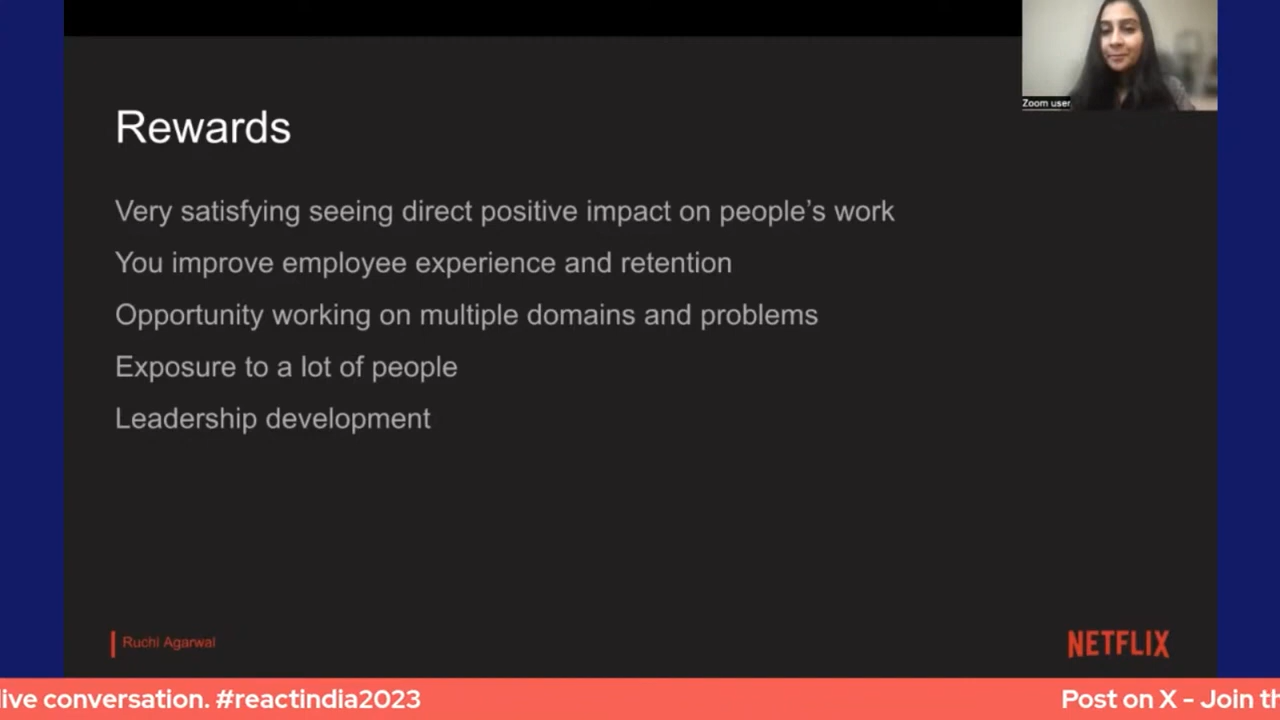 Zoom user
Rewards
Very satisfying seeing direct positive impact on people’s work
You improve employee experience and retention
Opportunity working on multiple domains and problems
Exposure to a lot of people
Leadership development
Ruchi Agarwal
NETFLIX
live conversation. #reactindia2023
Post on X - Join